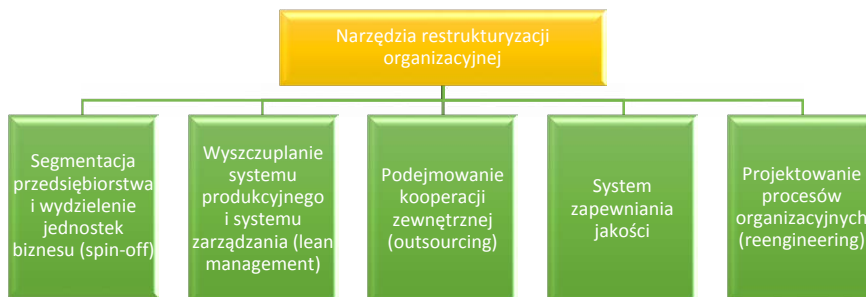 Narzędzia restrukturyzacji
organizacyjnej
Segmentacja
przedsiębiorstwa
i wydzielenie
jednostek
biznesu (spin-off)
Wyszczuplanie
systemu
produkcyjnego
i systemu
zarządzania (lean
management)
Podejmowanie
kooperacji
zewnętrznej
(outsourcing)
System
zapewniania
jakości
Projektowanie
procesów
organizacyjnych
(reengineering)